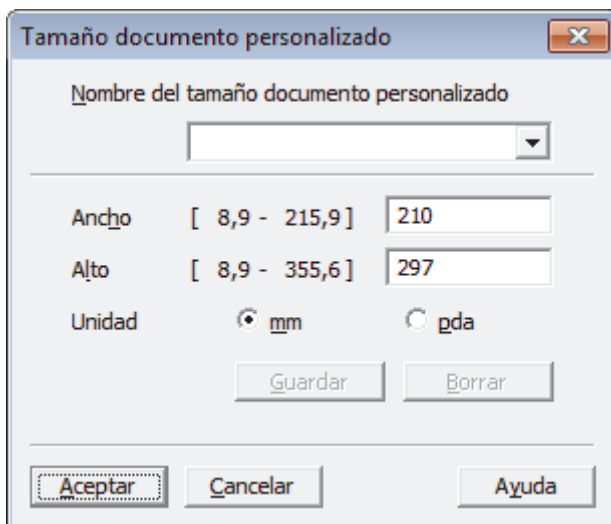 Tamaño documento personalizado
Nombre del tamaño documento personalizado
Ancho [ 8,9 - 215,9 ] 210
Alto [ 8,9 - 355,6 ] 297
Unidad mm pda
Guardar Borrar
Aceptar Cancelar Ayuda